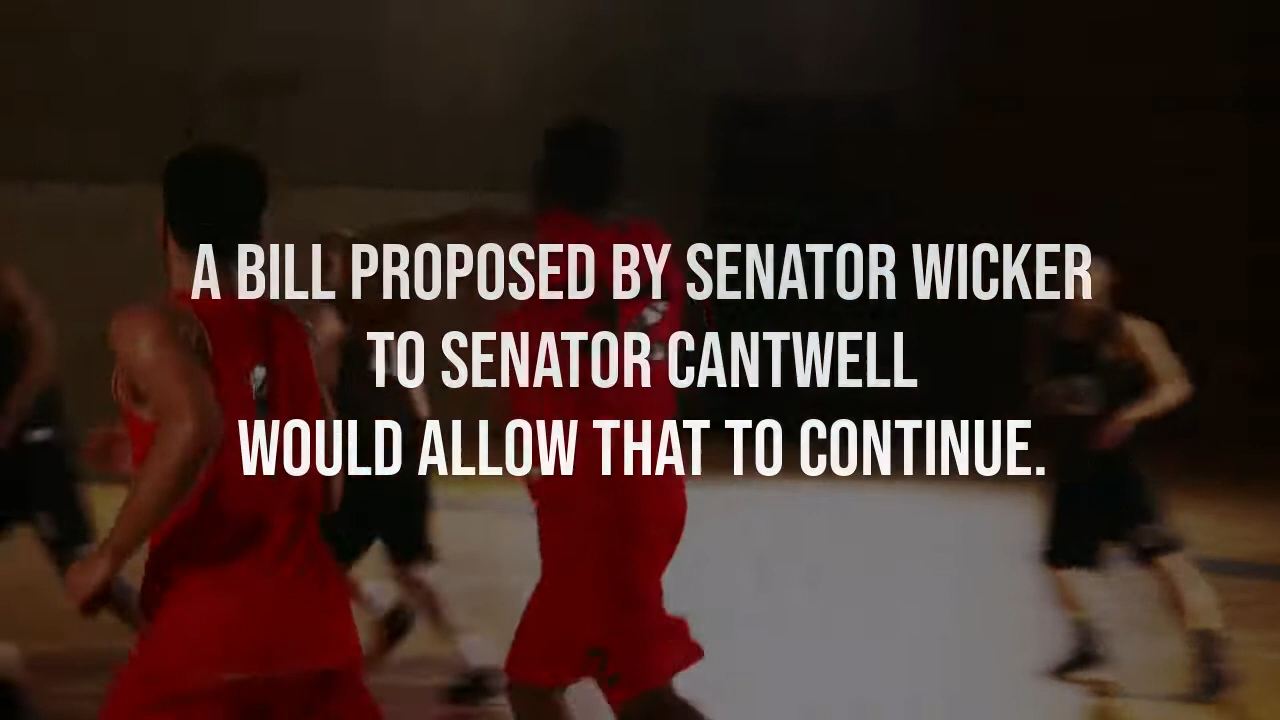 A BILL PROPOSED BY SENATOR WICKER
TO SENATOR CANTWELL
WOULD ALLOW THAT TO CONTINUE.